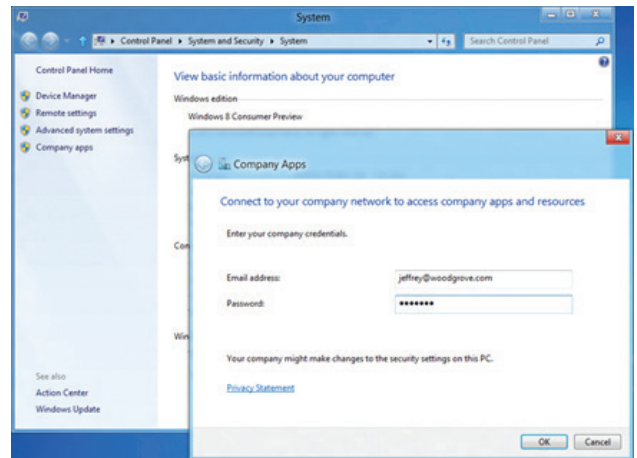 System
Control Panel ▸ System and Security ▸ System
Search Control Panel
Control Panel Home
Device Manager
Remote settings
Advanced system settings
Company apps
See also
Action Center
Windows Update
View basic information about your computer
Windows edition
Windows 8 Consumer Preview
Syst
Con
Win
Company Apps
Connect to your company network to access company apps and resources
Enter your company credentials.
Email address: jeffrey@woodgrove.com
Password: •••••••
Your company might make changes to the security settings on this PC.
Privacy Statement
OK Cancel